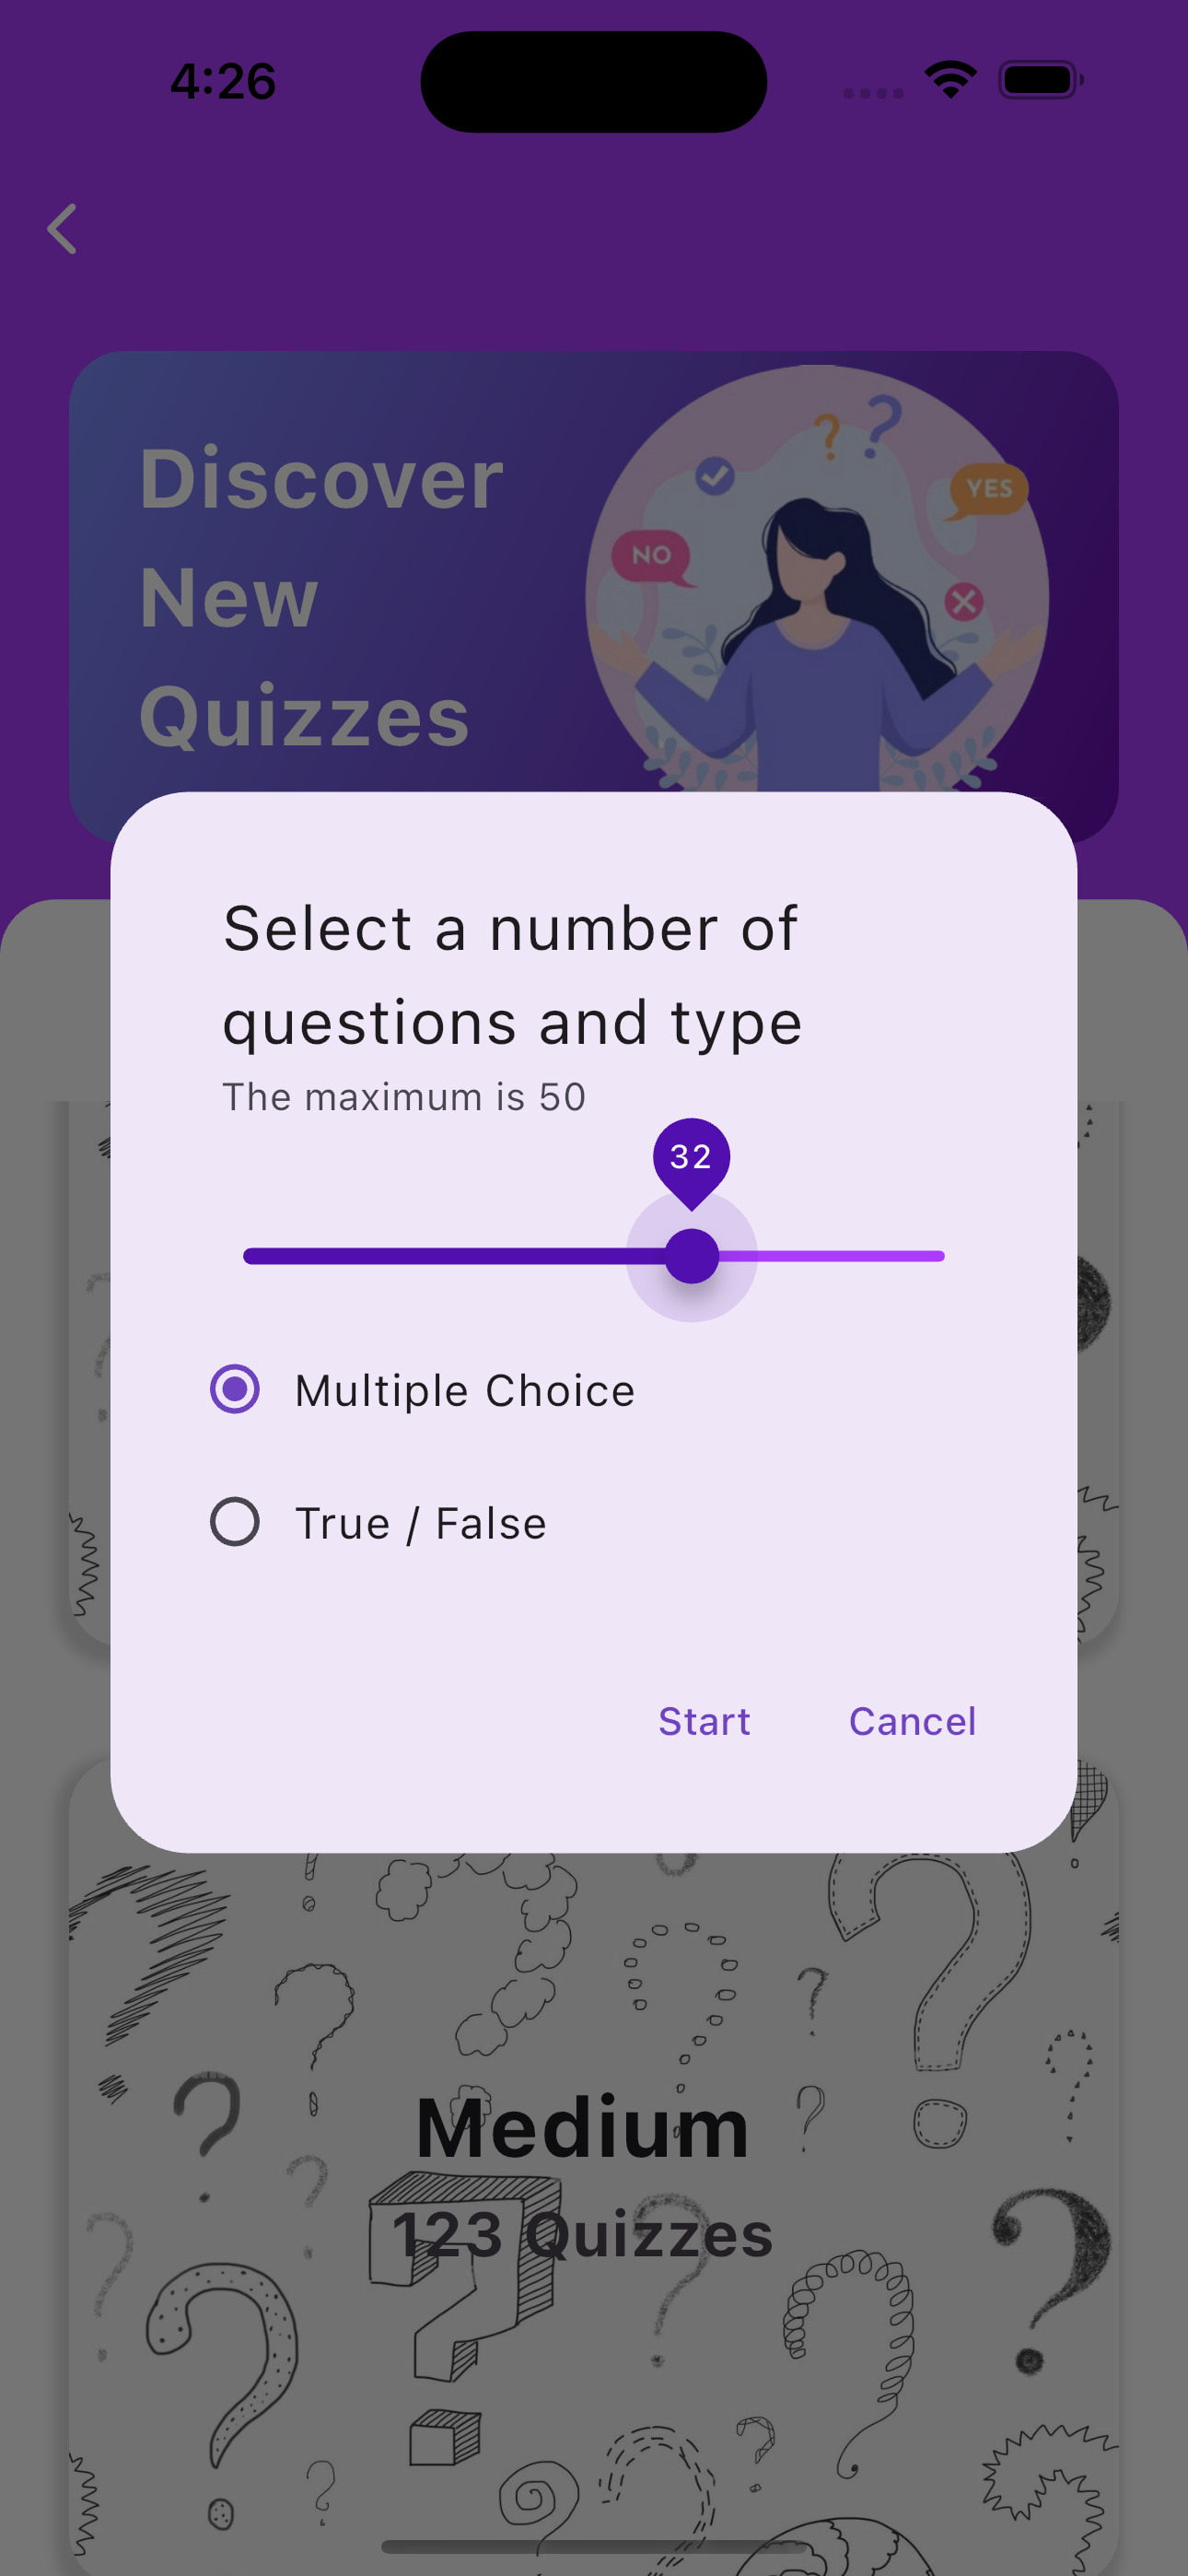 4:26
Discover
New
Quizzes
NO
YES
Select a number of
questions and type
The maximum is 50
32
Multiple Choice
True / False
Start
Cancel
Medium
123 Quizzes